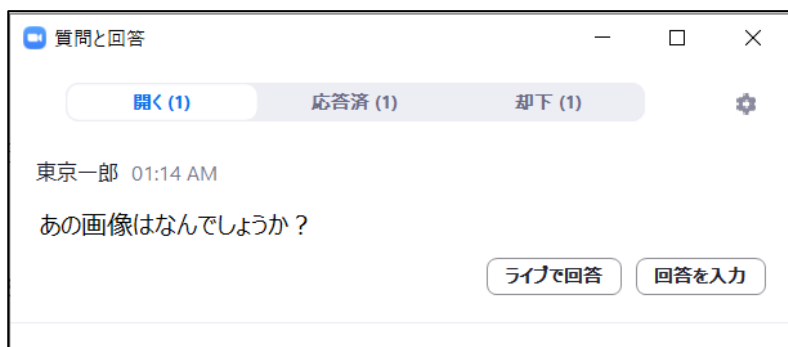 質問と回答
開く (1) 応答済 (1) 却下 (1)
東京一郎 01:14 AM
あの画像はなんでしょうか？
ライブで回答 回答を入力